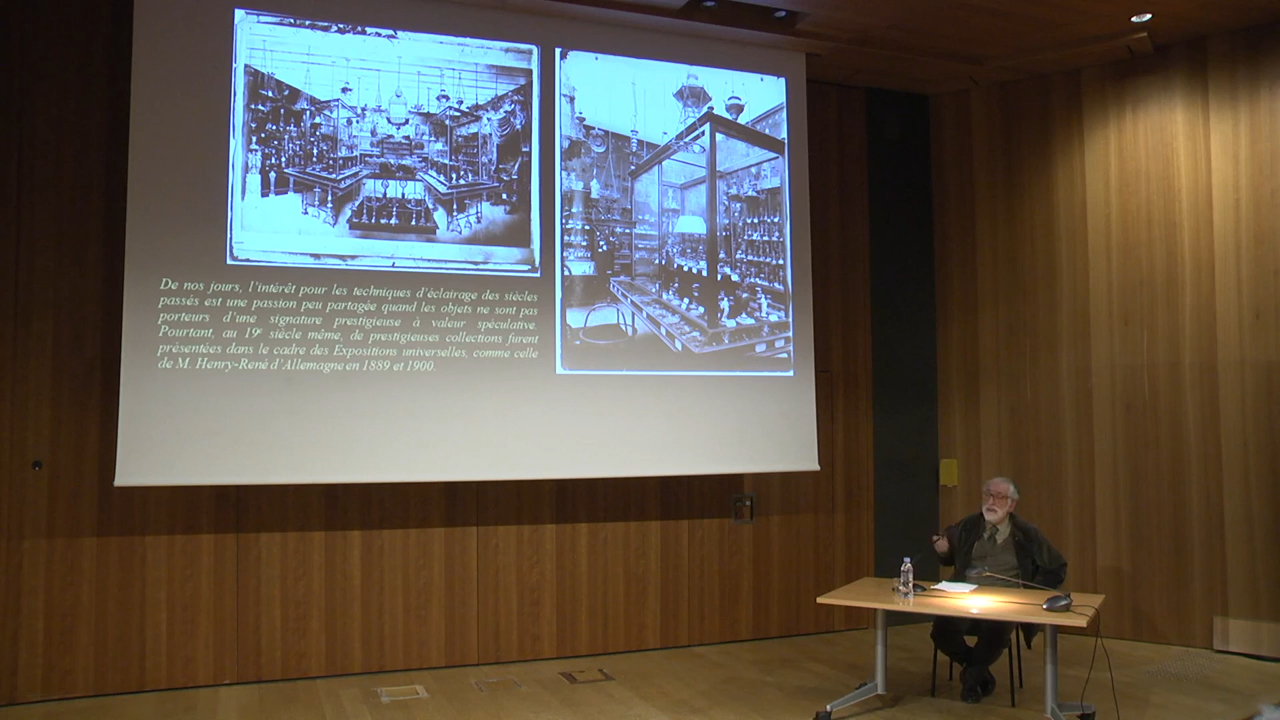 De nos jours, l'intérêt pour les techniques d'éclairage des siècles
passés est une passion peu partagée quand les objets ne sont pas
porteurs d'une signature prestigieuse à valeur spéculative.
Pourtant, au 19e siècle même, de prestigieuses collections furent
présentées dans le cadre des Expositions universelles, comme celle
de M. Henry-René d'Allemagne en 1889 et 1900.